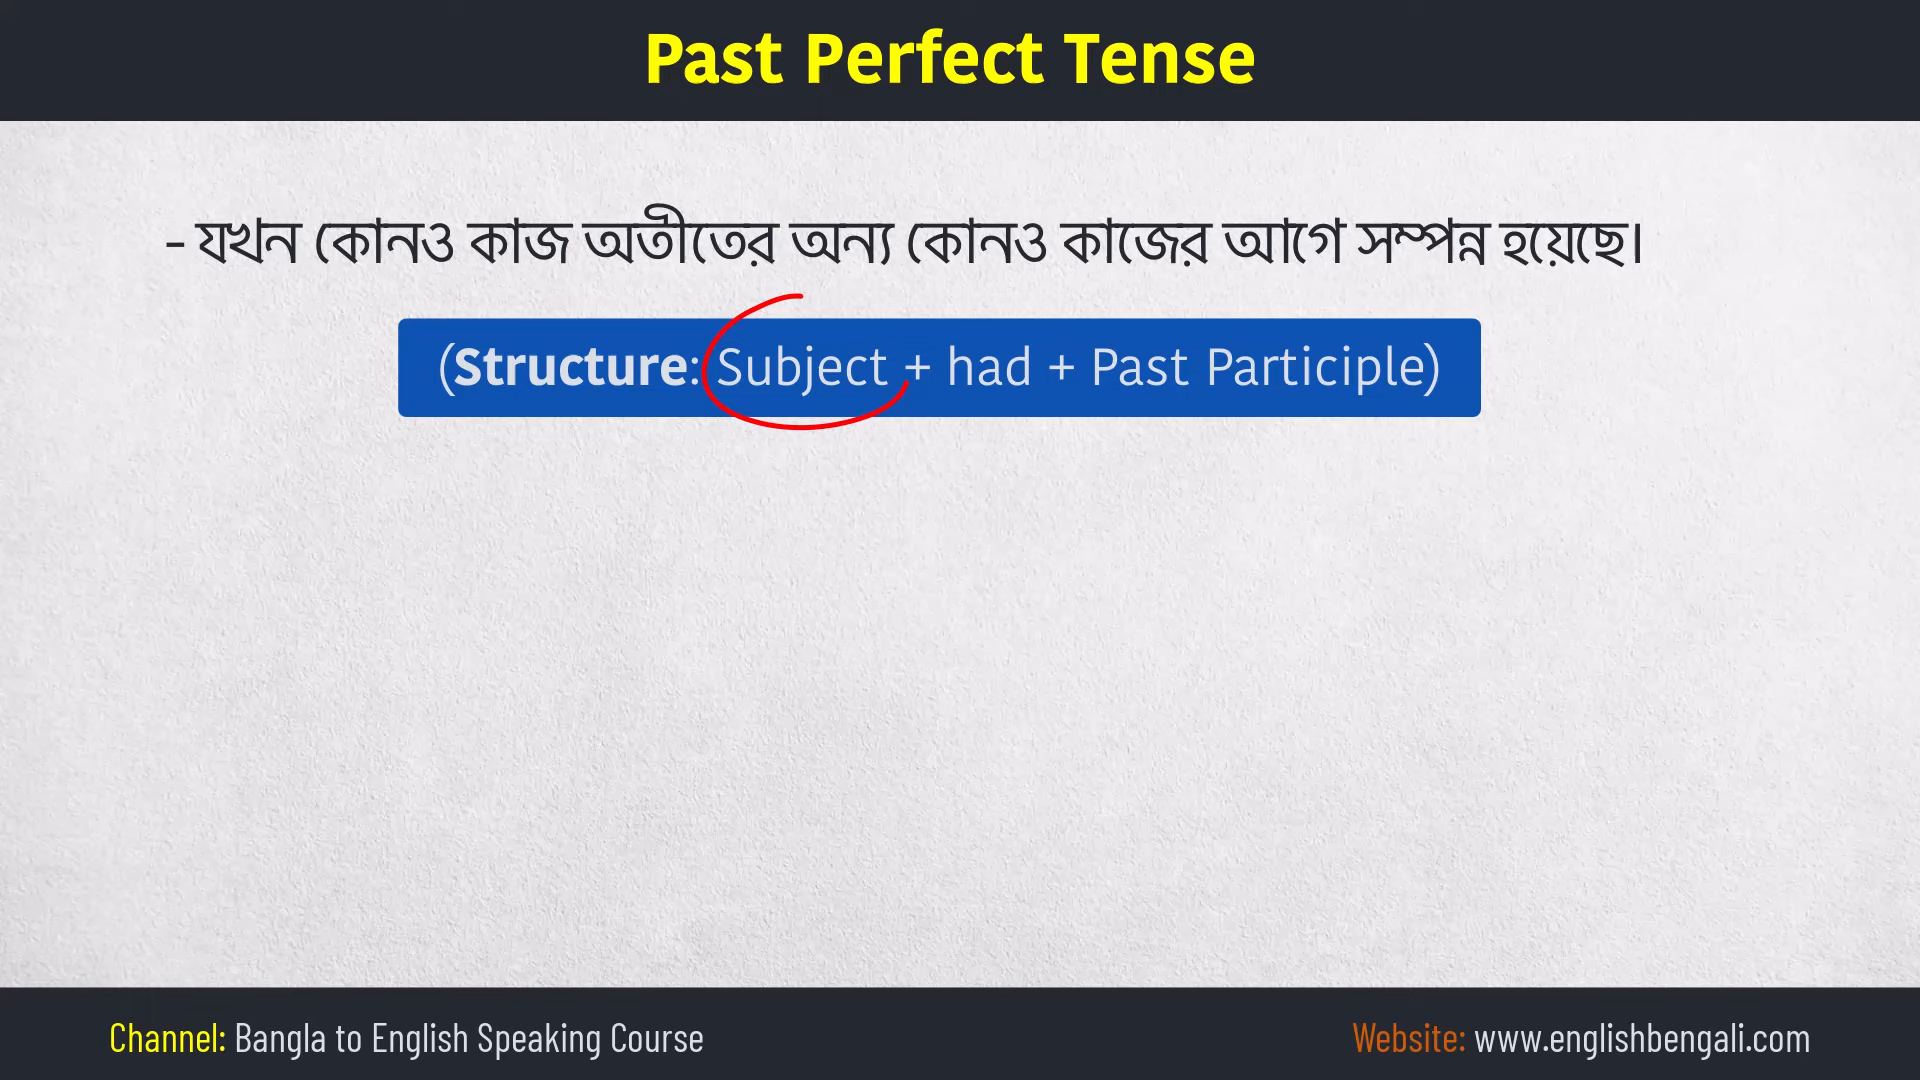 Past Perfect Tense
- যখন কোনও কাজ অতীতের অন্য কোনও কাজের আগে সম্পন্ন হয়েছে।
(Structure: Subject + had + Past Participle)
Channel: Bangla to English Speaking Course
Website: www.englishbengali.com